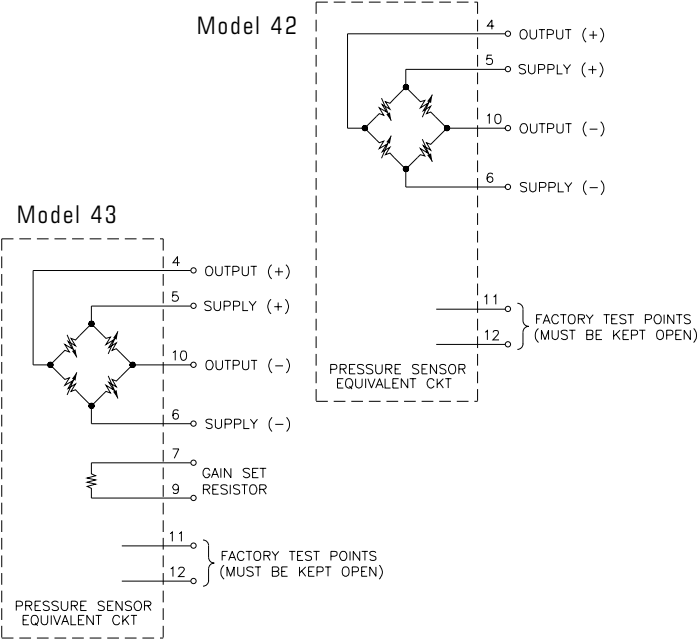 Model 42
4
OUTPUT (+)
5
SUPPLY (+)
10
OUTPUT (-)
6
SUPPLY (-)
11
FACTORY TEST POINTS
12
(MUST BE KEPT OPEN)
PRESSURE SENSOR
EQUIVALENT CKT
Model 43
4
OUTPUT (+)
5
SUPPLY (+)
10
OUTPUT (-)
6
SUPPLY (-)
7
GAIN SET
RESISTOR
9
11
FACTORY TEST POINTS
12
(MUST BE KEPT OPEN)
PRESSURE SENSOR
EQUIVALENT CKT